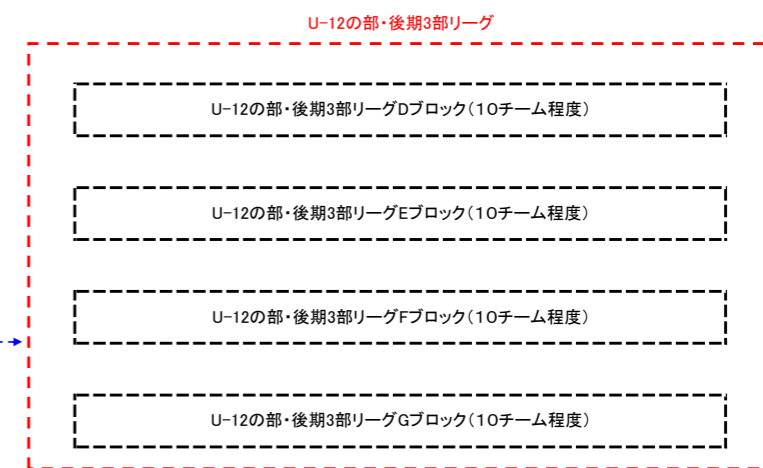 U-12の部・後期3部リーグ
U-12の部・後期3部リーグDブロック(10チーム程度)
U-12の部・後期3部リーグEブロック(10チーム程度)
U-12の部・後期3部リーグFブロック(10チーム程度)
U-12の部・後期3部リーグGブロック(10チーム程度)